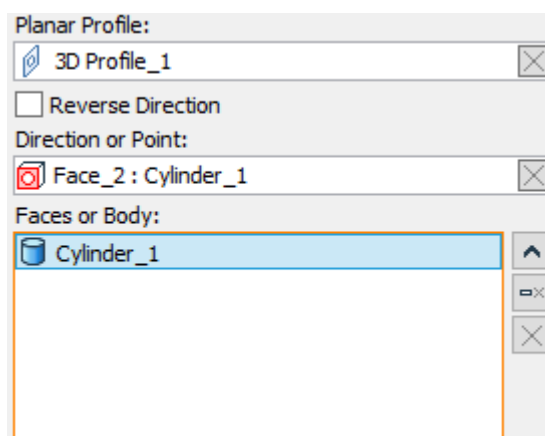 Planar Profile:
3D Profile_1
Reverse Direction
Direction or Point:
Face_2 : Cylinder_1
Faces or Body:
Cylinder_1